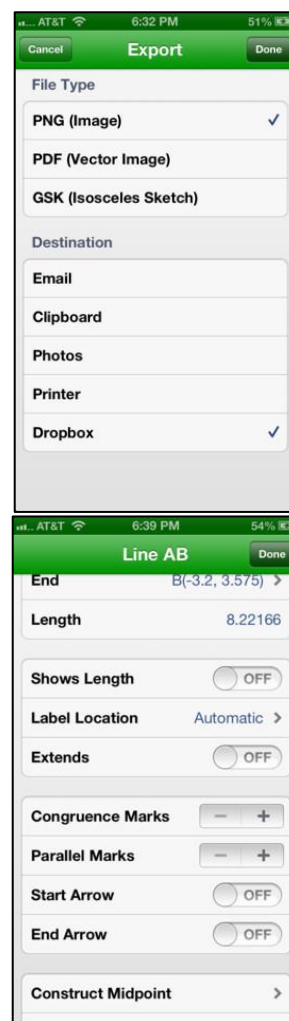 AT&T 6:32 PM 51%
Cancel Export Done
File Type
PNG (Image)
PDF (Vector Image)
GSK (Isosceles Sketch)
Destination
Email
Clipboard
Photos
Printer
Dropbox
AT&T 6:39 PM 54%
Line AB Done
End B(-3.2, 3.575)
Length 8.22166
Shows Length OFF
Label Location Automatic
Extends OFF
Congruence Marks − +
Parallel Marks − +
Start Arrow OFF
End Arrow OFF
Construct Midpoint